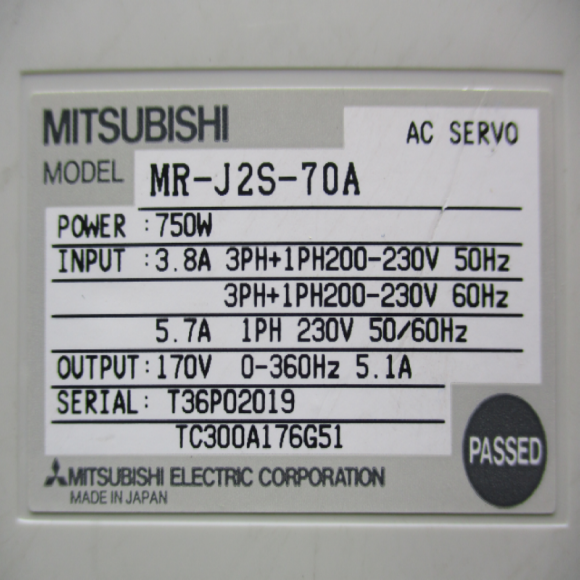 MITSUBISHI
AC SERVO
MODEL MR-J2S-70A
POWER : 750W
INPUT : 3.8A 3PH+1PH200-230V 50Hz
3PH+1PH200-230V 60Hz
5.7A 1PH 230V 50/60Hz
OUTPUT: 170V 0-360Hz 5.1A
SERIAL: T36P02019
TC300A176G51
PASSED
MITSUBISHI ELECTRIC CORPORATION
MADE IN JAPAN